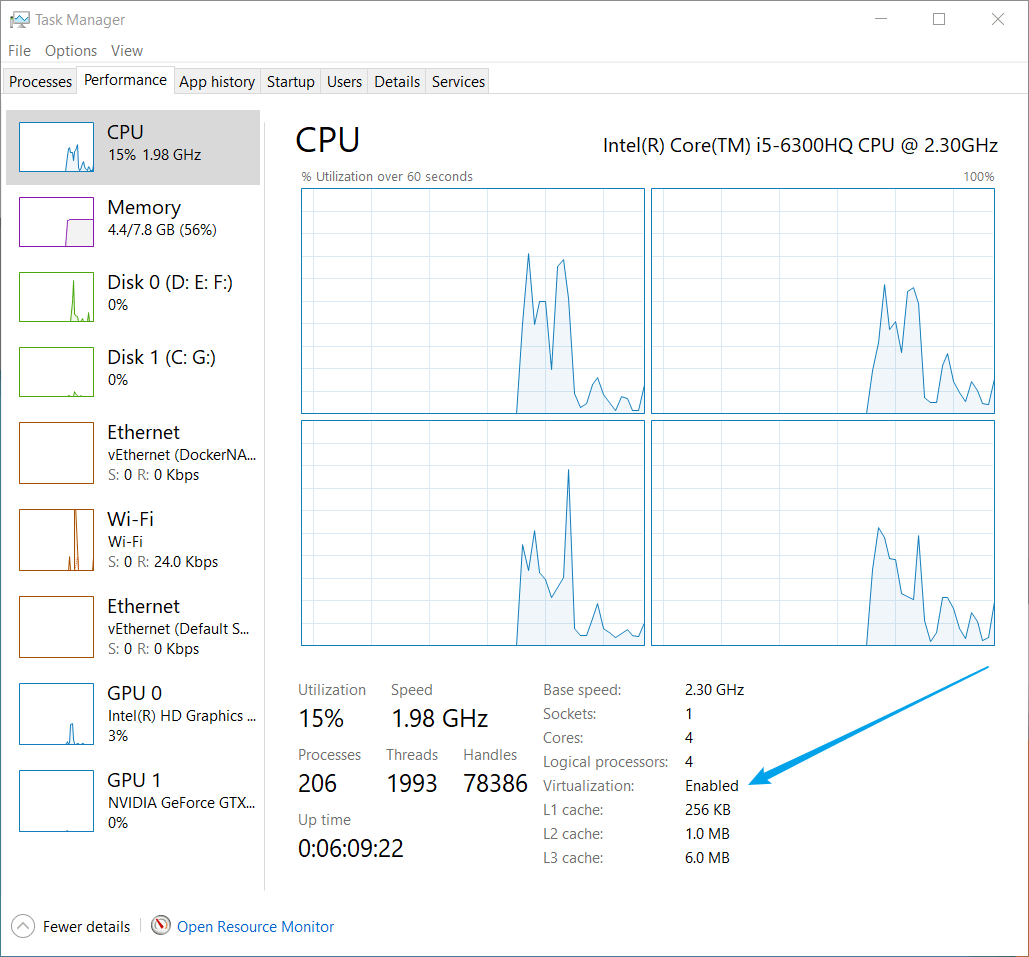 Task Manager
File Options View
Processes Performance App history Startup Users Details Services
CPU
15% 1.98 GHz
Memory
4.4/7.8 GB (56%)
Disk 0 (D: E: F:)
0%
Disk 1 (C: G:)
0%
Ethernet
vEthernet (DockerNA...
S: 0 R: 0 Kbps
Wi-Fi
Wi-Fi
S: 0 R: 24.0 Kbps
Ethernet
vEthernet (Default S...
S: 0 R: 0 Kbps
GPU 0
Intel(R) HD Graphics ...
3%
GPU 1
NVIDIA GeForce GTX...
0%
CPU Intel(R) Core(TM) i5-6300HQ CPU @ 2.30GHz
% Utilization over 60 seconds 100%
Utilization Speed
15% 1.98 GHz
Processes Threads Handles
206 1993 78386
Up time
0:06:09:22
Base speed: 2.30 GHz
Sockets: 1
Cores: 4
Logical processors: 4
Virtualization: Enabled
L1 cache: 256 KB
L2 cache: 1.0 MB
L3 cache: 6.0 MB
Fewer details Open Resource Monitor